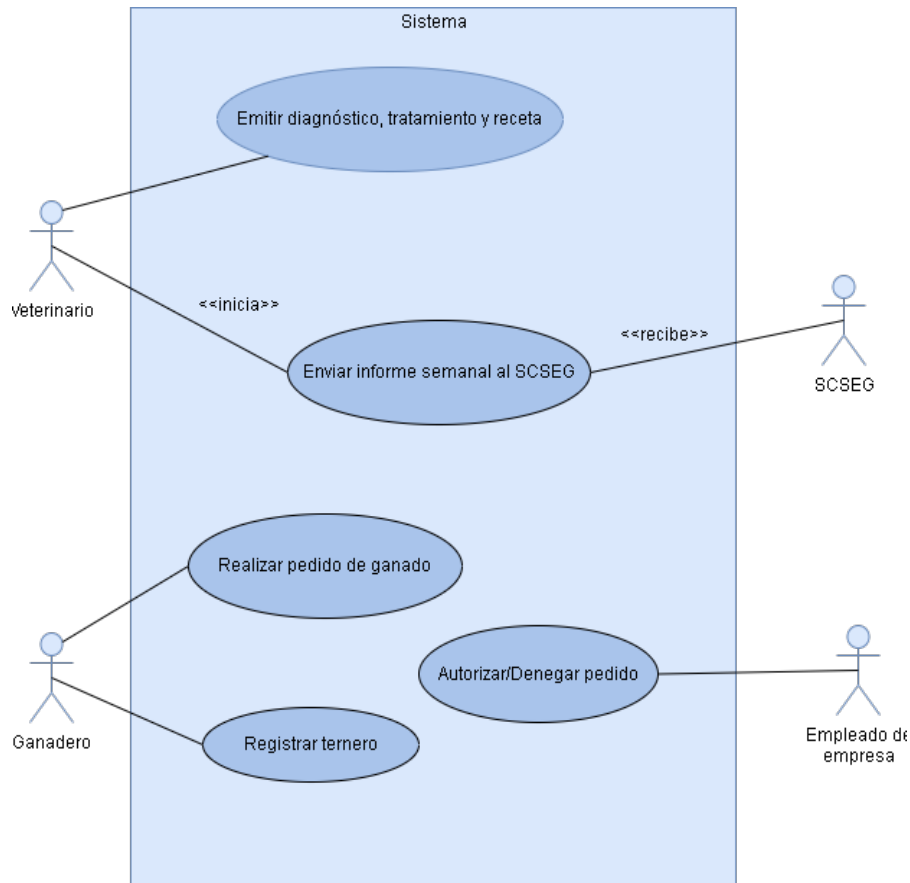 Sistema
Emitir diagnóstico, tratamiento y receta
Veterinario
<<inicia>>
Enviar informe semanal al SCSEG
<<recibe>>
SCSEG
Realizar pedido de ganado
Autorizar/Denegar pedido
Ganadero
Registrar ternero
Empleado de
empresa